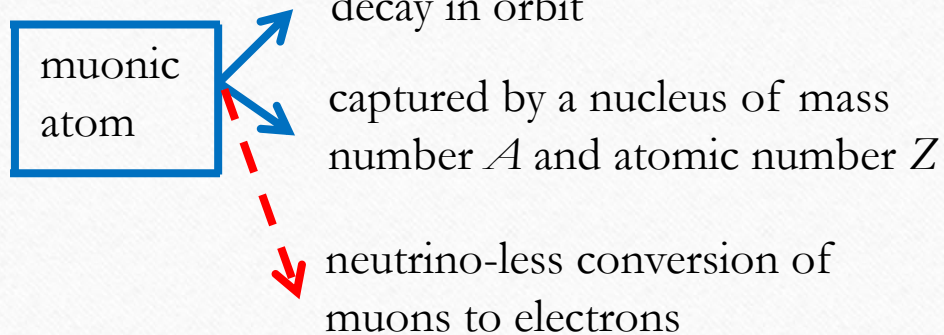 decay in orbit
muonic
atom
captured by a nucleus of mass
number A and atomic number Z
neutrino-less conversion of
muons to electrons